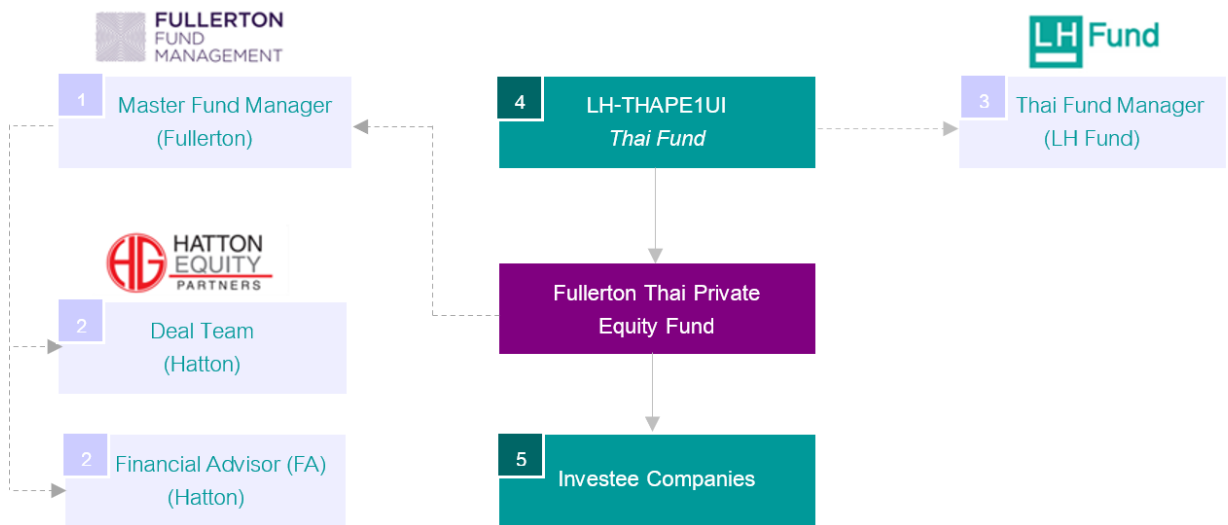 FULLERTON
FUND
MANAGEMENT
LH Fund
1
Master Fund Manager
(Fullerton)
4
LH-THAPE1UI
Thai Fund
3
Thai Fund Manager
(LH Fund)
HG
HATTON
EQUITY
PARTNERS
2
Deal Team
(Hatton)
Fullerton Thai Private
Equity Fund
2
Financial Advisor (FA)
(Hatton)
5
Investee Companies